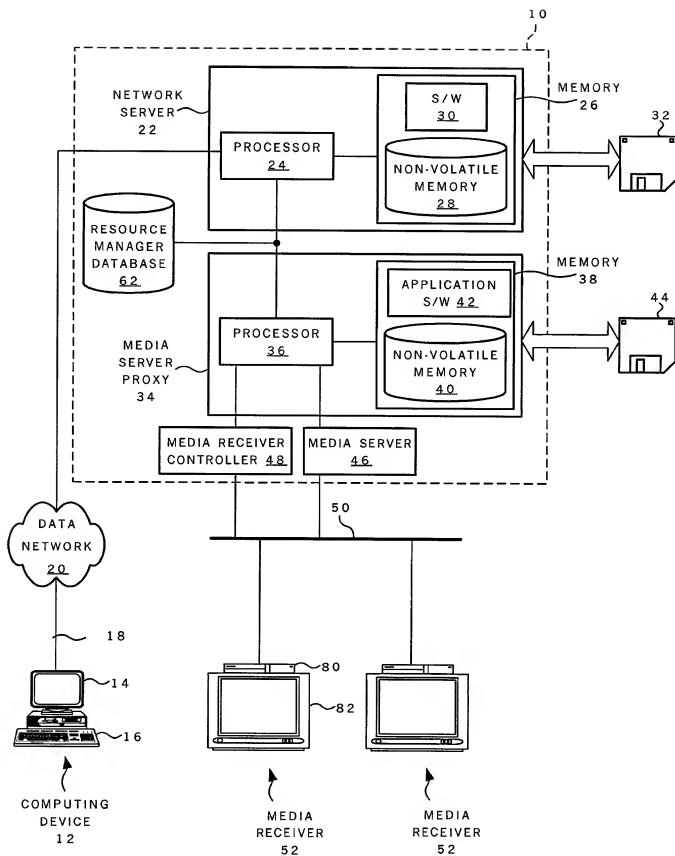 10
NETWORK
SERVER
22
S/W
30
MEMORY
26
32
PROCESSOR
24
NON-VOLATILE
MEMORY
28
RESOURCE
MANAGER
DATABASE
62
MEMORY
38
APPLICATION
S/W 42
44
MEDIA
SERVER
PROXY
34
PROCESSOR
36
NON-VOLATILE
MEMORY
40
MEDIA RECEIVER
CONTROLLER 48
MEDIA SERVER
46
DATA
NETWORK
20
50
18
14
16
80
82
COMPUTING
DEVICE
12
MEDIA
RECEIVER
52
MEDIA
RECEIVER
52